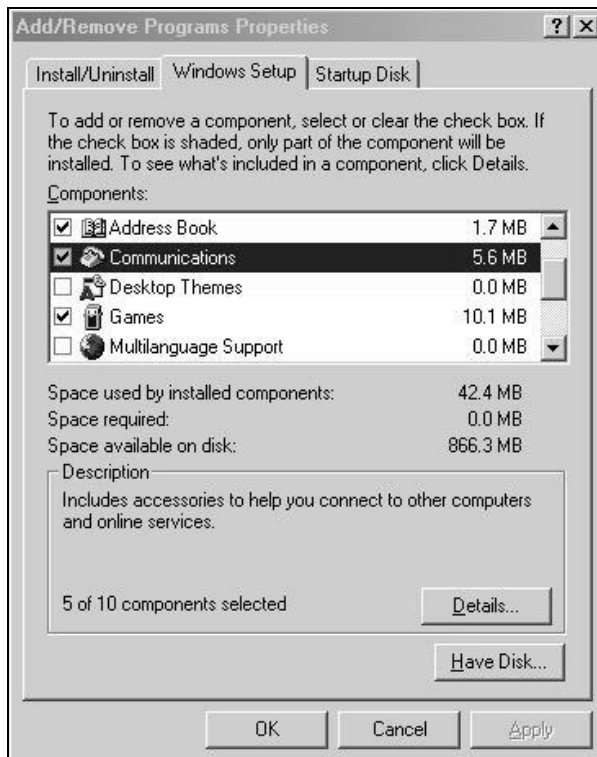 Add/Remove Programs Properties
Install/Uninstall Windows Setup Startup Disk
To add or remove a component, select or clear the check box. If
the check box is shaded, only part of the component will be
installed. To see what's included in a component, click Details.
Components:
Address Book 1.7 MB
Communications 5.6 MB
Desktop Themes 0.0 MB
Games 10.1 MB
Multilanguage Support 0.0 MB
Space used by installed components: 42.4 MB
Space required: 0.0 MB
Space available on disk: 866.3 MB
Description
Includes accessories to help you connect to other computers
and online services.
5 of 10 components selected
Details...
Have Disk...
OK Cancel Apply